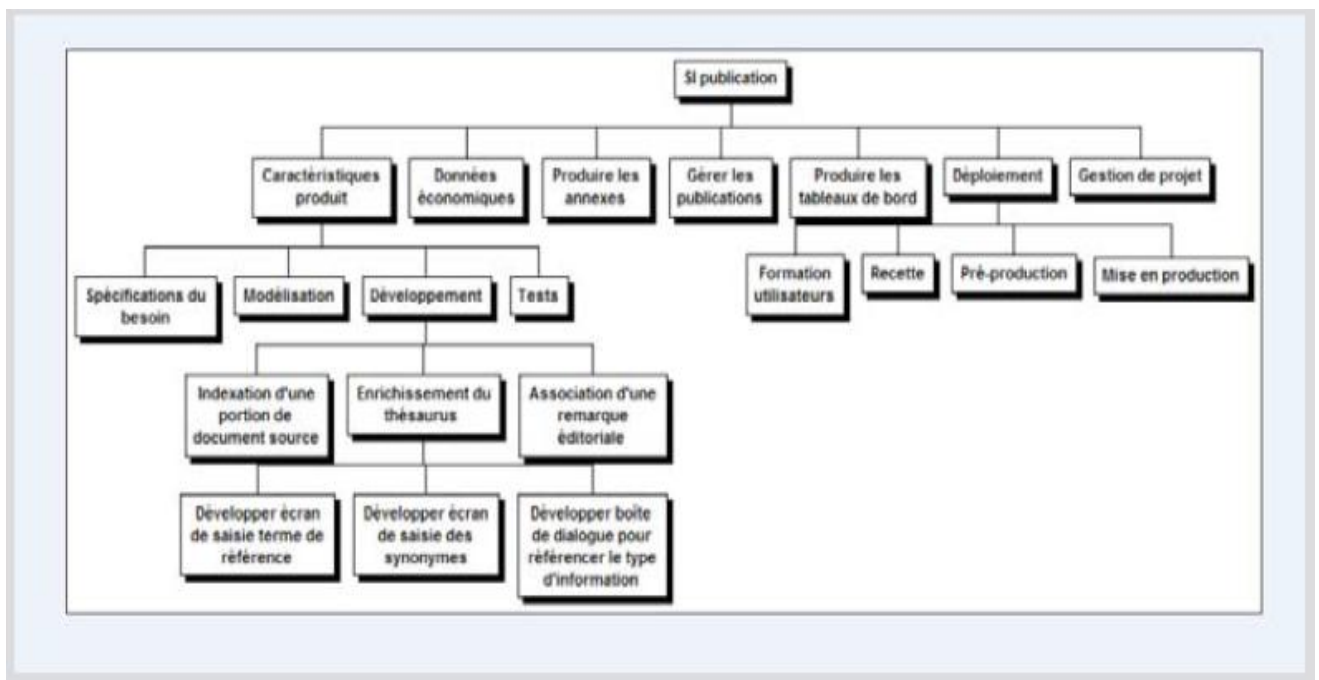 SI publication
Caractéristiques
produit
Données
économiques
Produire les
annexes
Gérer les
publications
Produire les
tableaux de bord
Déploiement
Gestion de projet
Spécifications du
besoin
Modélisation
Développement
Tests
Formation
utilisateurs
Recette
Pré-production
Mise en production
Indexation d'une
portion de
document source
Enrichissement du
thésaurus
Association d'une
remarque
éditoriale
Développer écran
de saisie terme de
référence
Développer écran
de saisie des
synonymes
Développer boîte
de dialogue pour
référencer le type
d'information